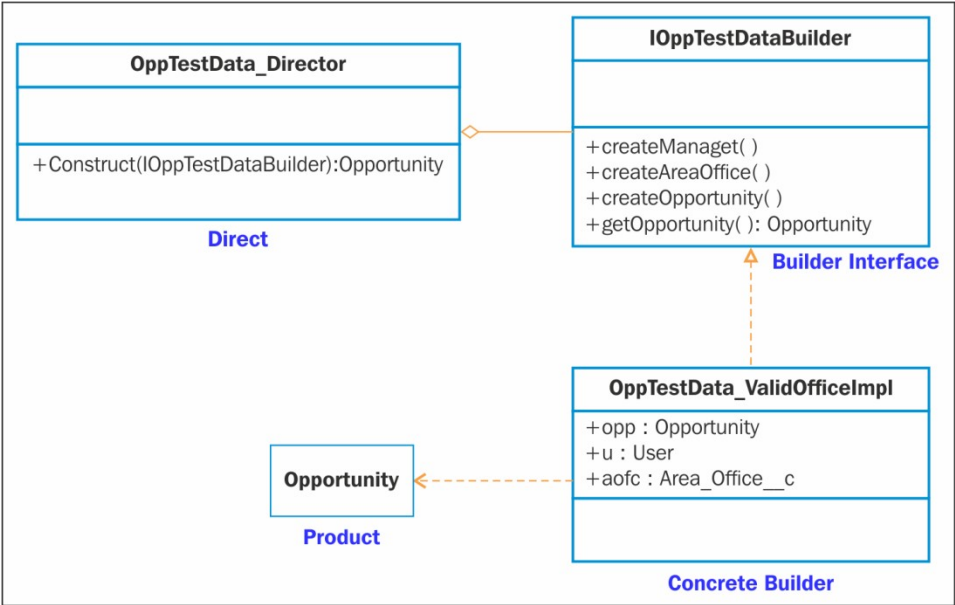 OppTestData_Director
+Construct(IOppTestDataBuilder):Opportunity
Direct
IOppTestDataBuilder
+createManaget( )
+createAreaOffice( )
+createOpportunity( )
+getOpportunity( ): Opportunity
Builder Interface
OppTestData_ValidOfficeImpl
+opp : Opportunity
+u : User
+aofc : Area_Office__c
Concrete Builder
Opportunity
Product